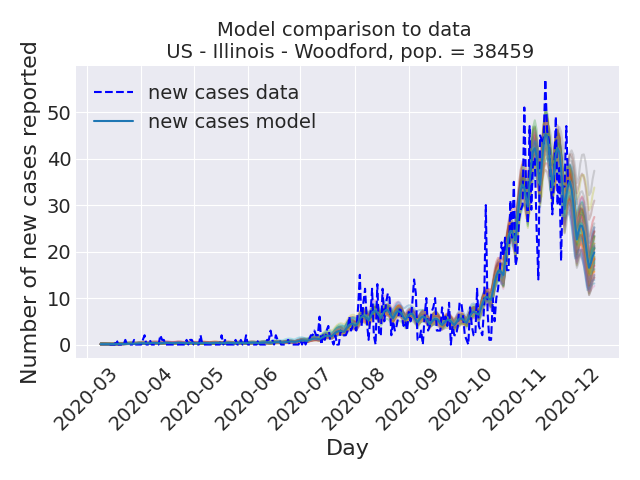 Model comparison to data
US - Illinois - Woodford, pop. = 38459
Number of new cases reported
50
40
30
20
10
0
new cases data
new cases model
2020-03
2020-04
2020-05
2020-06
2020-07
2020-08
2020-09
2020-10
2020-11
2020-12
Day